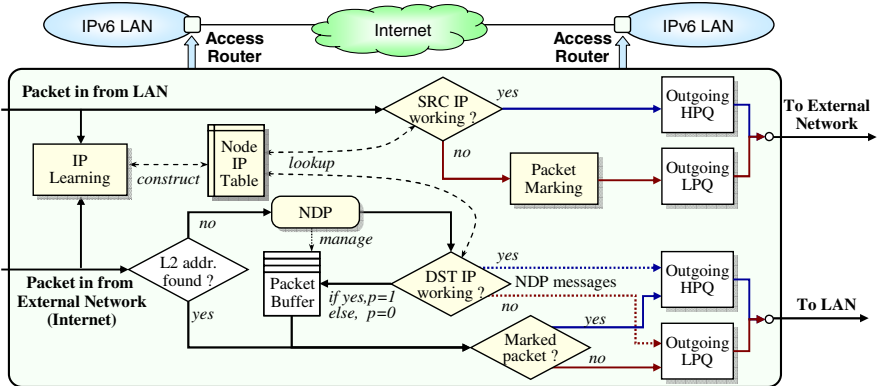 IPv6 LAN
Internet
IPv6 LAN
Access
Router
Access
Router
Packet in from LAN
SRC IP
working ?
yes
no
Outgoing
HPQ
To External
Network
IP
Learning
construct
Node
IP
Table
lookup
Packet
Marking
Outgoing
LPQ
no
NDP
manage
L2 addr.
found ?
Packet in from
External Network
(Internet)
yes
Packet
Buffer
if yes,p=1
else, p=0
DST IP
working ?
yes
NDP messages
no
Outgoing
HPQ
To LAN
Marked
packet ?
yes
no
Outgoing
LPQ